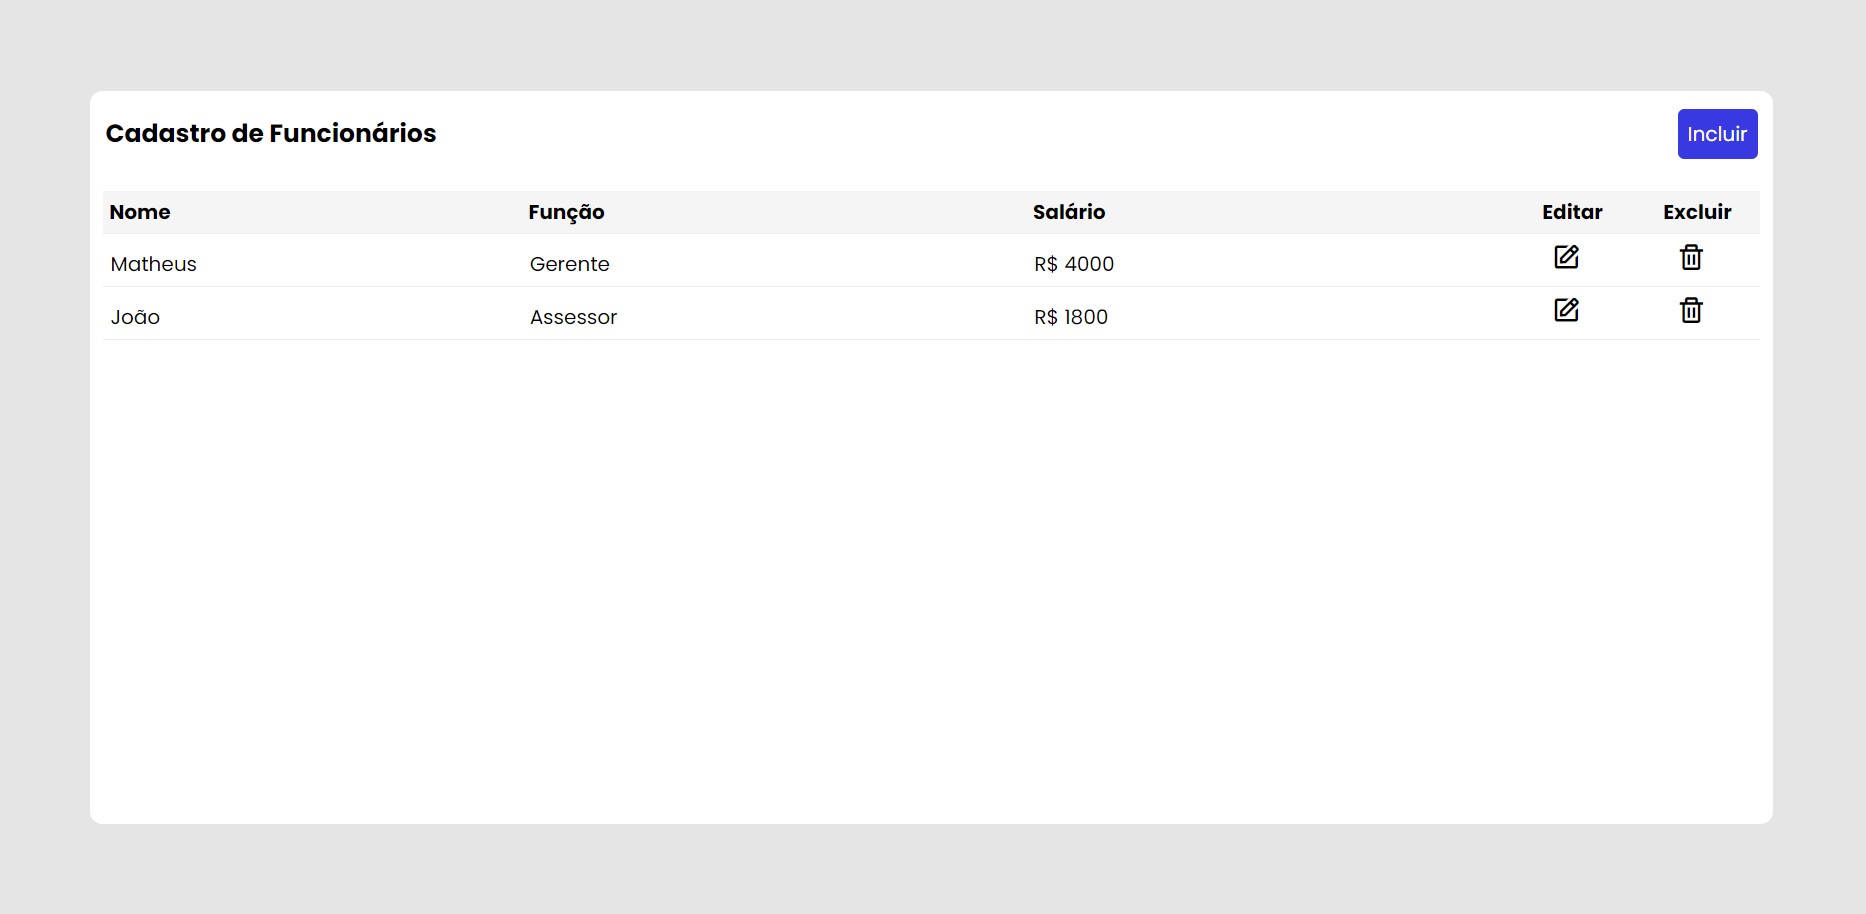 Cadastro de Funcionários Incluir
Nome Função Salário Editar Excluir
Matheus Gerente R$ 4000
João Assessor R$ 1800